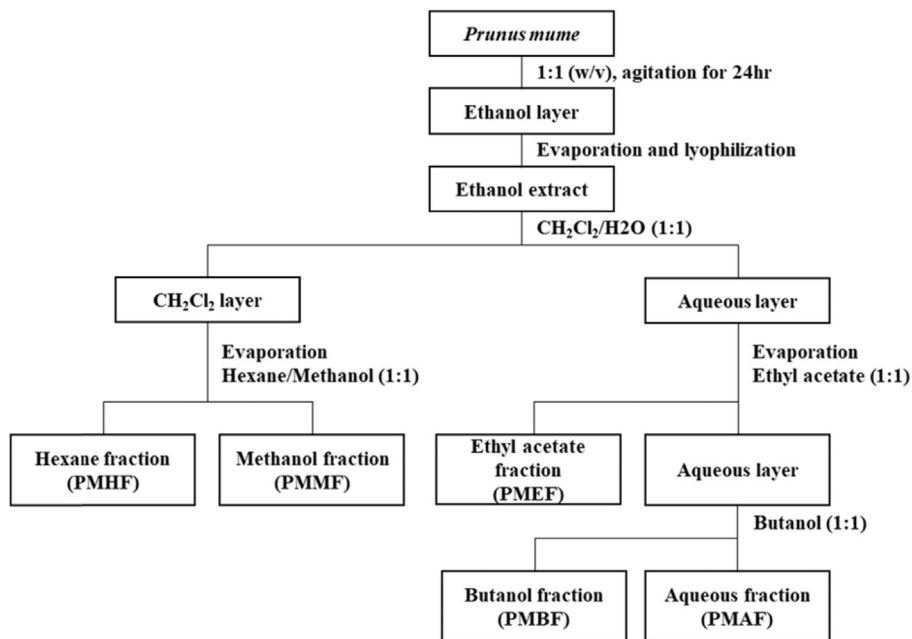 Prunus mume
1:1 (w/v), agitation for 24hr
Ethanol layer
Evaporation and lyophilization
Ethanol extract
CH₂Cl₂/H2O (1:1)
CH₂Cl₂ layer
Aqueous layer
Evaporation
Hexane/Methanol (1:1)
Evaporation
Ethyl acetate (1:1)
Hexane fraction
(PMHF)
Methanol fraction
(PMMF)
Ethyl acetate
fraction
(PMEF)
Aqueous layer
Butanol (1:1)
Butanol fraction
(PMBF)
Aqueous fraction
(PMAF)